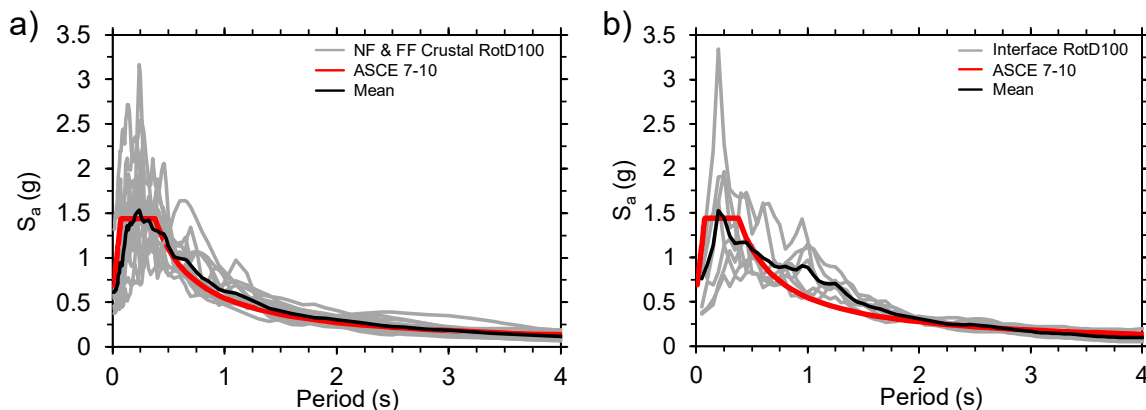 a)
3.5
3
2.5
2
1.5
1
0.5
0
Sₐ (g)
NF & FF Crustal RotD100
ASCE 7-10
Mean
0 1 2 3 4
Period (s)
b)
3.5
3
2.5
2
1.5
1
0.5
0
Sₐ (g)
Interface RotD100
ASCE 7-10
Mean
0 1 2 3 4
Period (s)